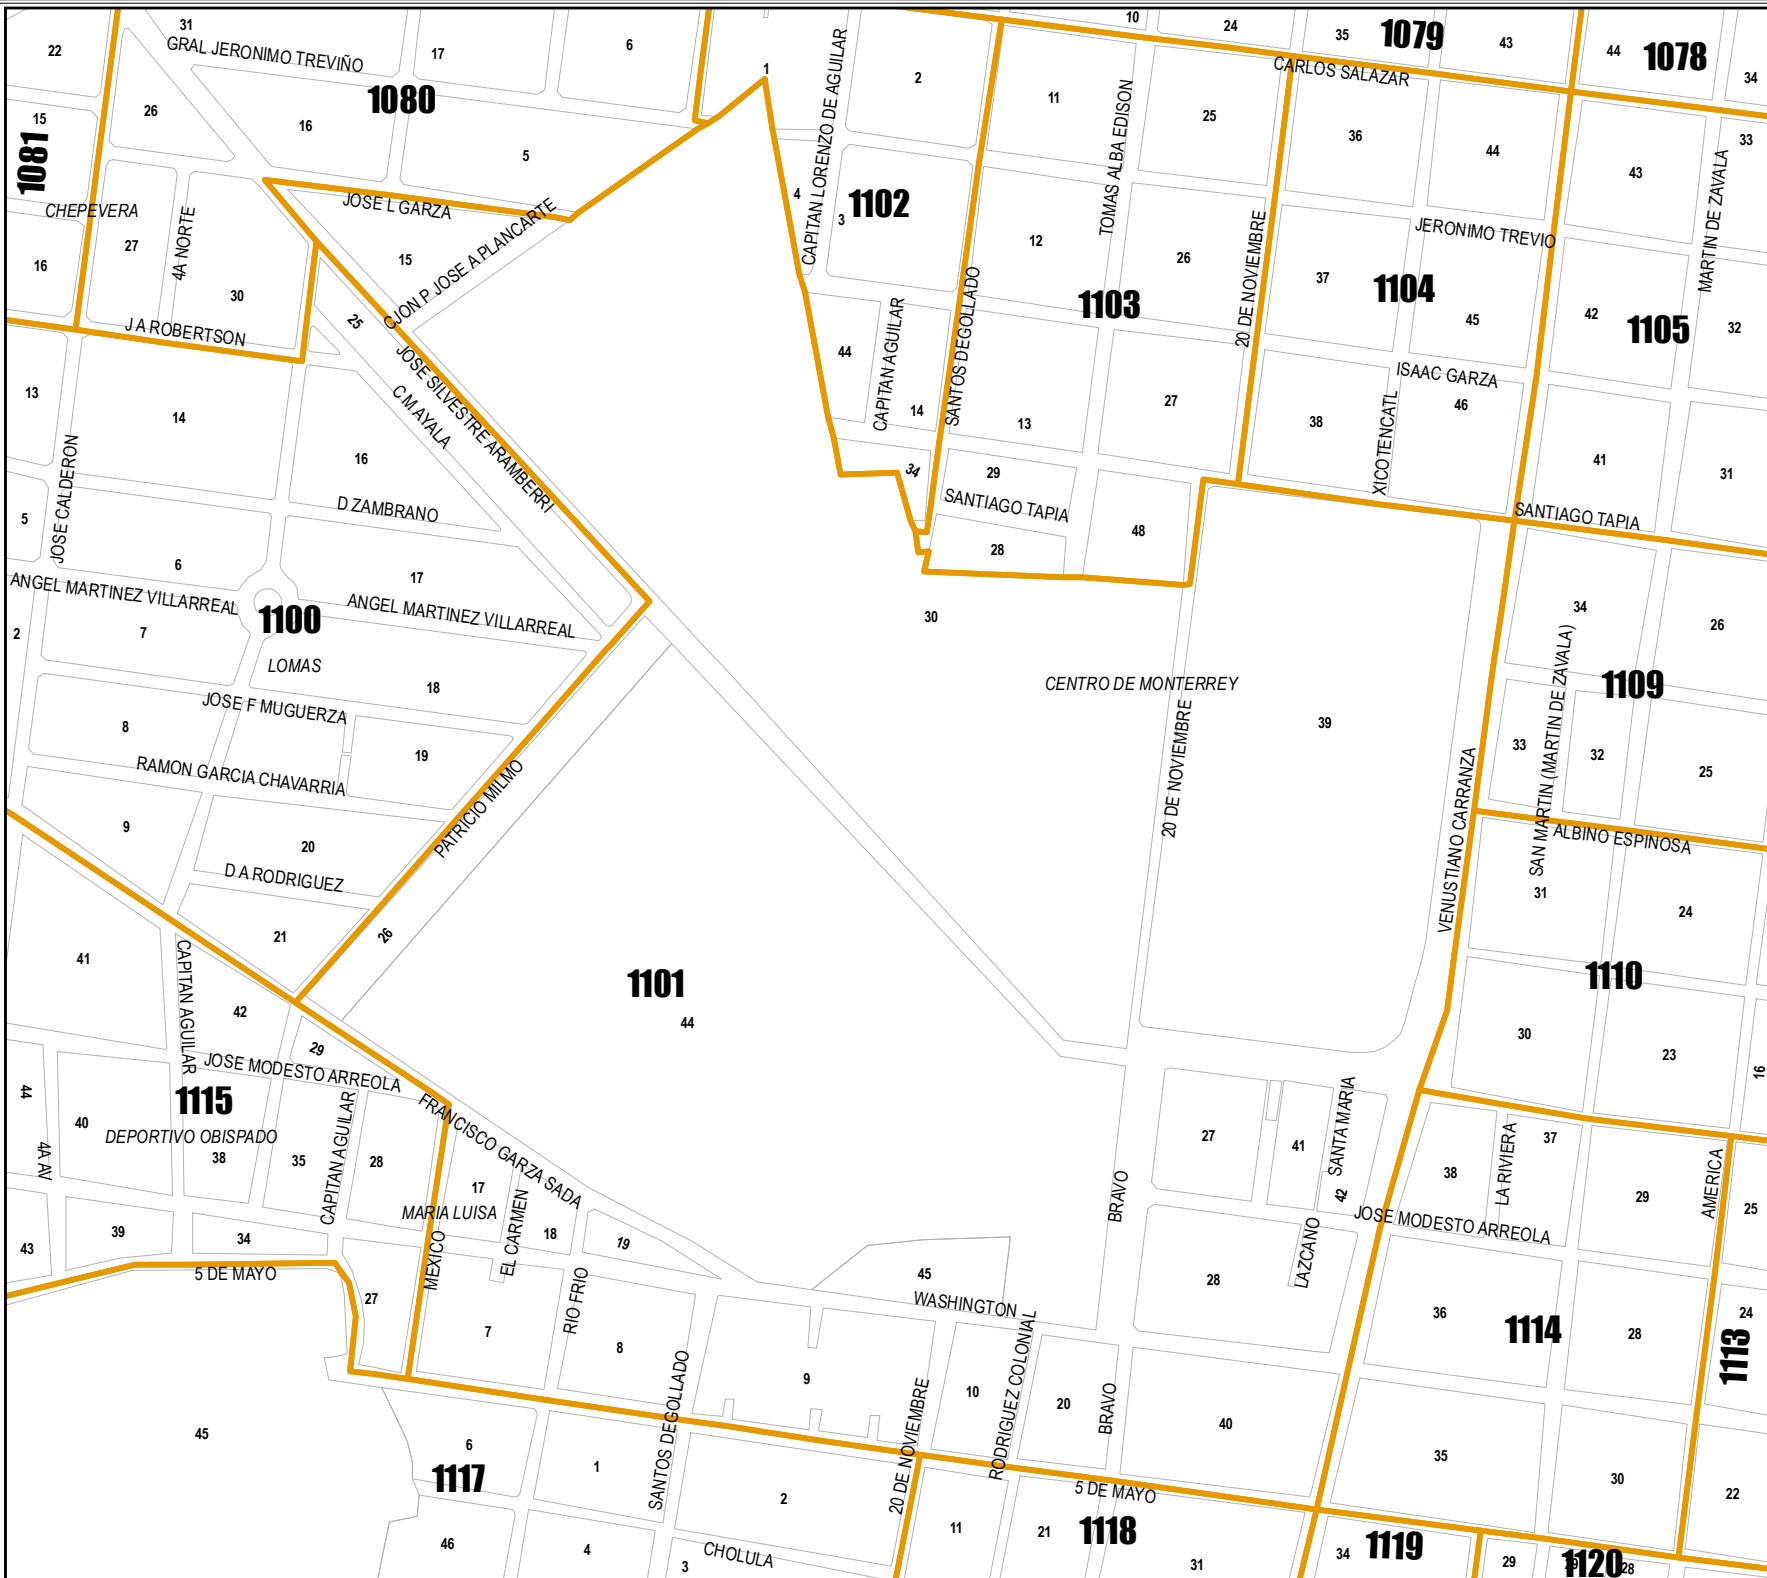 31
22
GRAL JERONIMO TREVIÑO
17
6
1
2
10
24
35
1079
43
44
1078
34
CARLOS SALAZAR
1080
26
15
16
5
1081
CHEPEVERA
27
4A NORTE
16
30
J A ROBERTSON
JOSE L GARZA
15
CJON P JOSE A PLANCARTE
25
JOSE SILVESTRE ARAMBERRI
C M AYALA
CAPITAN LORENZO DE AGUILAR
4
3
1102
44
CAPITAN AGUILAR
14
34
SANTOS DEGOLLADO
11
TOMAS ALBA EDISON
25
12
26
1103
13
27
29
SANTIAGO TAPIA
28
48
20 DE NOVIEMBRE
36
44
JERONIMO TREVIO
37
1104
45
ISAAC GARZA
38
XICOTENCATL
46
43
33
MARTIN DE ZAVALA
42
1105
32
41
31
SANTIAGO TAPIA
13
14
JOSE CALDERON
16
D ZAMBRANO
5
6
17
ANGEL MARTINEZ VILLARREAL
ANGEL MARTINEZ VILLARREAL
1100
2
7
LOMAS
18
JOSE F MUGUERZA
8
19
RAMON GARCIA CHAVARRIA
9
20
D A RODRIGUEZ
21
PATRICIO MILMO
26
30
CENTRO DE MONTERREY
20 DE NOVIEMBRE
39
VENUSTIANO CARRANZA
34
26
SAN MARTIN (MARTIN DE ZAVALA)
1109
33
32
25
ALBINO ESPINOSA
31
24
1110
30
23
16
1101
44
41
42
CAPITAN AGUILAR
29
JOSE MODESTO ARREOLA
44
40
1115
DEPORTIVO OBISPADO
4A AV
38
35
CAPITAN AGUILAR
28
43
39
34
5 DE MAYO
27
FRANCISCO GARZA SADA
17
MARIA LUISA
EL CARMEN
18
19
MEXICO
7
RIO FRIO
8
SANTOS DEGOLLADO
9
45
WASHINGTON
20 DE NOVIEMBRE
10
RODRIGUEZ COLONIAL
20
BRAVO
BRAVO
27
41
SANTA MARIA
42
28
LAZCANO
40
38
LA RIVIERA
37
JOSE MODESTO ARREOLA
29
AMERICA
25
36
1114
28
24
1113
35
30
22
45
6
1117
1
2
46
4
3
CHOLULA
11
21
5 DE MAYO
1118
31
34
1119
29
1120
28